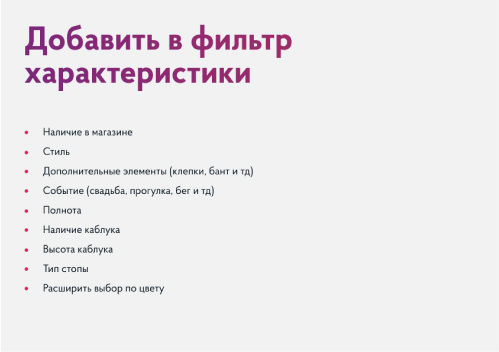 Добавить в фильтр
характеристики
Наличие в магазине
Стиль
Дополнительные элементы (клепки, бант и тд)
Событие (свадьба, прогулка, бег и тд)
Полнота
Наличие каблука
Высота каблука
Тип стопы
Расширить выбор по цвету